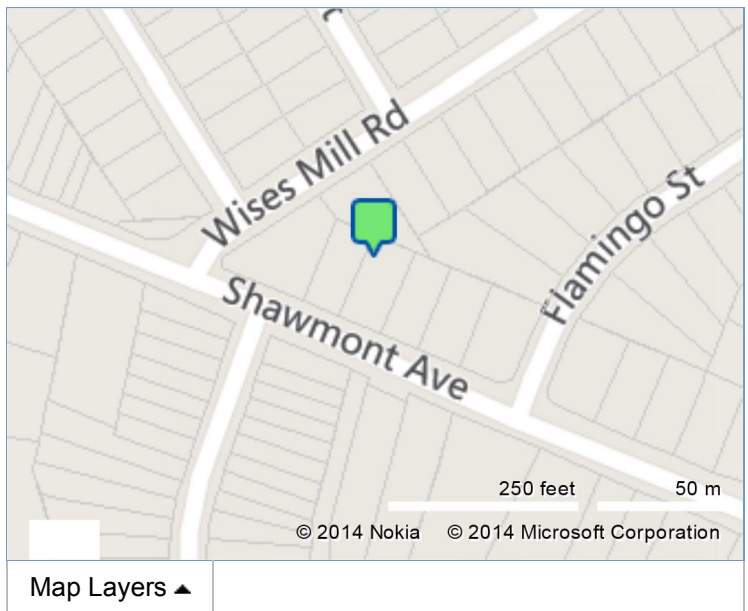 Wises Mill Rd
Flamingo St
Shawmont Ave
250 feet
50 m
© 2014 Nokia © 2014 Microsoft Corporation
Map Layers